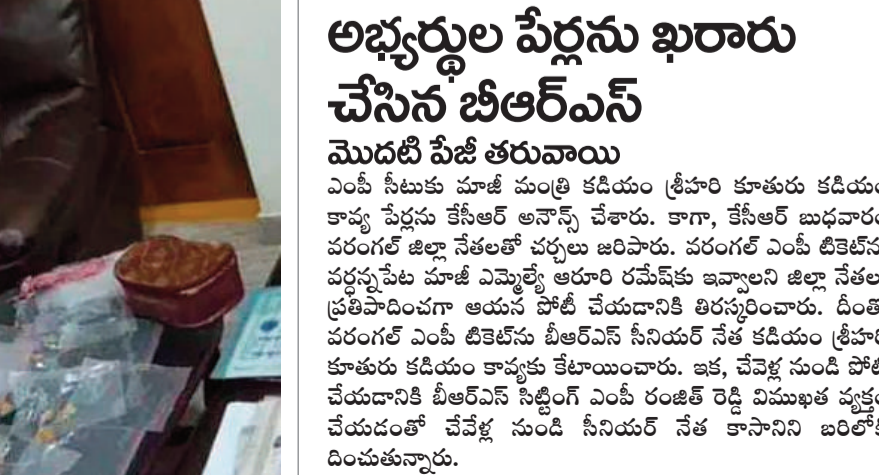 అభ్యర్థుల పేర్లను ఖరారు
చేసిన బీఆర్ఎస్
మొదటి పేజీ తరువాయి
ఎంపీ సీటుకు మాజీ మంత్రి కడియం శ్రీహరి కూతురు కడియం
కావ్య పేర్లను కేసీఆర్ అనౌన్స్ చేశారు. కాగా, కేసీఆర్ బుధవారం
వరంగల్ జిల్లా నేతలతో చర్చలు జరిపారు. వరంగల్ ఎంపీ టికెట్‌ను
వర్ధన్నపేట మాజీ ఎమ్మెల్యే ఆరూరి రమేష్‌కు ఇవ్వాలని జిల్లా నేతల
ప్రతిపాదించగా ఆయన పోటీ చేయడానికి తిరస్కరించారు. దీంతో
వరంగల్ ఎంపీ టికెట్‌ను బీఆర్ఎస్ సీనియర్ నేత కడియం శ్రీహరి
కూతురు కడియం కావ్యకు కేటాయించారు. ఇక, చేవెళ్ల నుండి పోటీ
చేయడానికి బీఆర్ఎస్ సిట్టింగ్ ఎంపీ రంజిత్ రెడ్డి విముఖత వ్యక్తం
చేయడంతో చేవేళ్ల నుండి సీనియర్ నేత కాసానిని బరిలోకి
దించుతున్నారు.